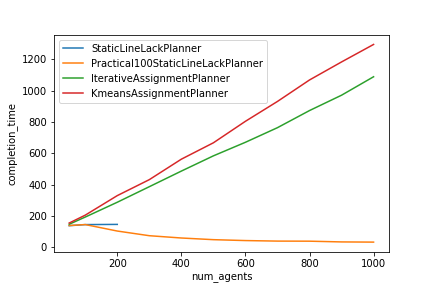 StaticLineLackPlanner
Practical100StaticLineLackPlanner
IterativeAssignmentPlanner
KmeansAssignmentPlanner
1200
1000
800
600
400
200
0
completion_time
200 400 600 800 1000
num_agents